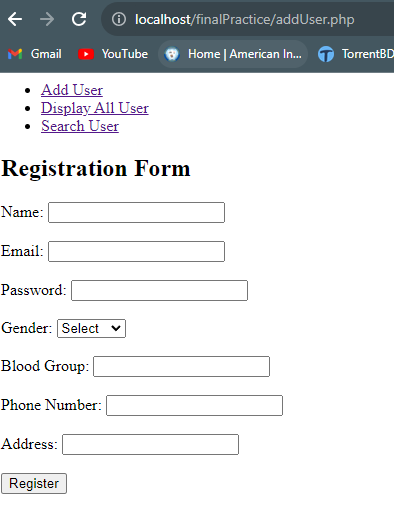 localhost/finalPractice/addUser.php
Gmail YouTube Home | American In... TorrentBD
Add User
Display All User
Search User
Registration Form
Name:
Email:
Password:
Gender: Select
Blood Group:
Phone Number:
Address:
Register